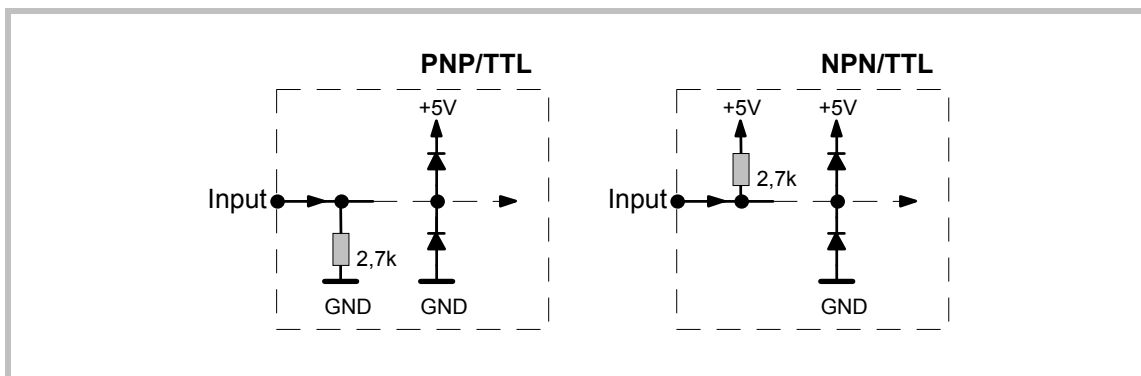 PNP/TTL
+5V
Input
2,7k
GND
GND
NPN/TTL
+5V
+5V
2,7k
Input
GND